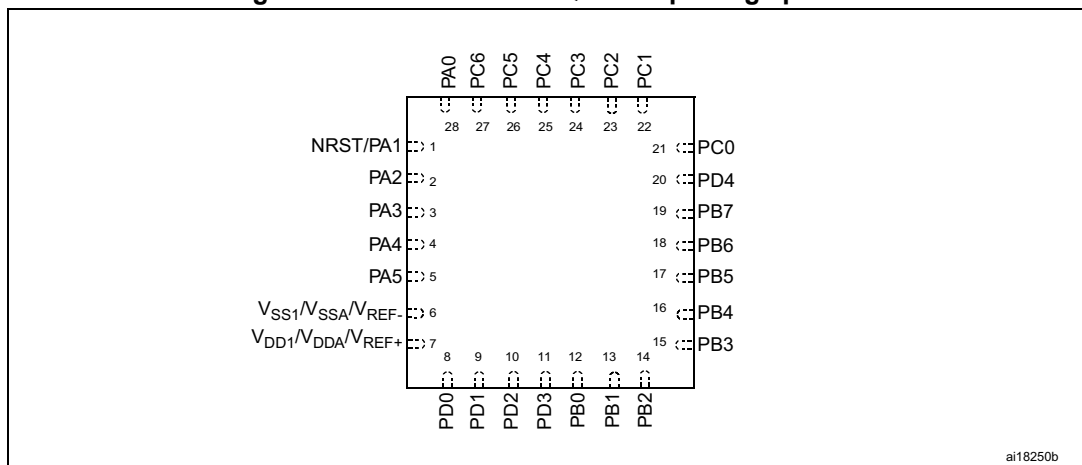 PA0 PC6 PC5 PC4 PC3 PC2 PC1
28 27 26 25 24 23 22
NRST/PA1 1 21 PC0
PA2 2 20 PD4
PA3 3 19 PB7
PA4 4 18 PB6
PA5 5 17 PB5
VSS1/VSSA/VREF- 6 16 PB4
VDD1/VDDA/VREF+ 7 15 PB3
8 9 10 11 12 13 14
PD0 PD1 PD2 PD3 PB0 PB1 PB2
ai18250b